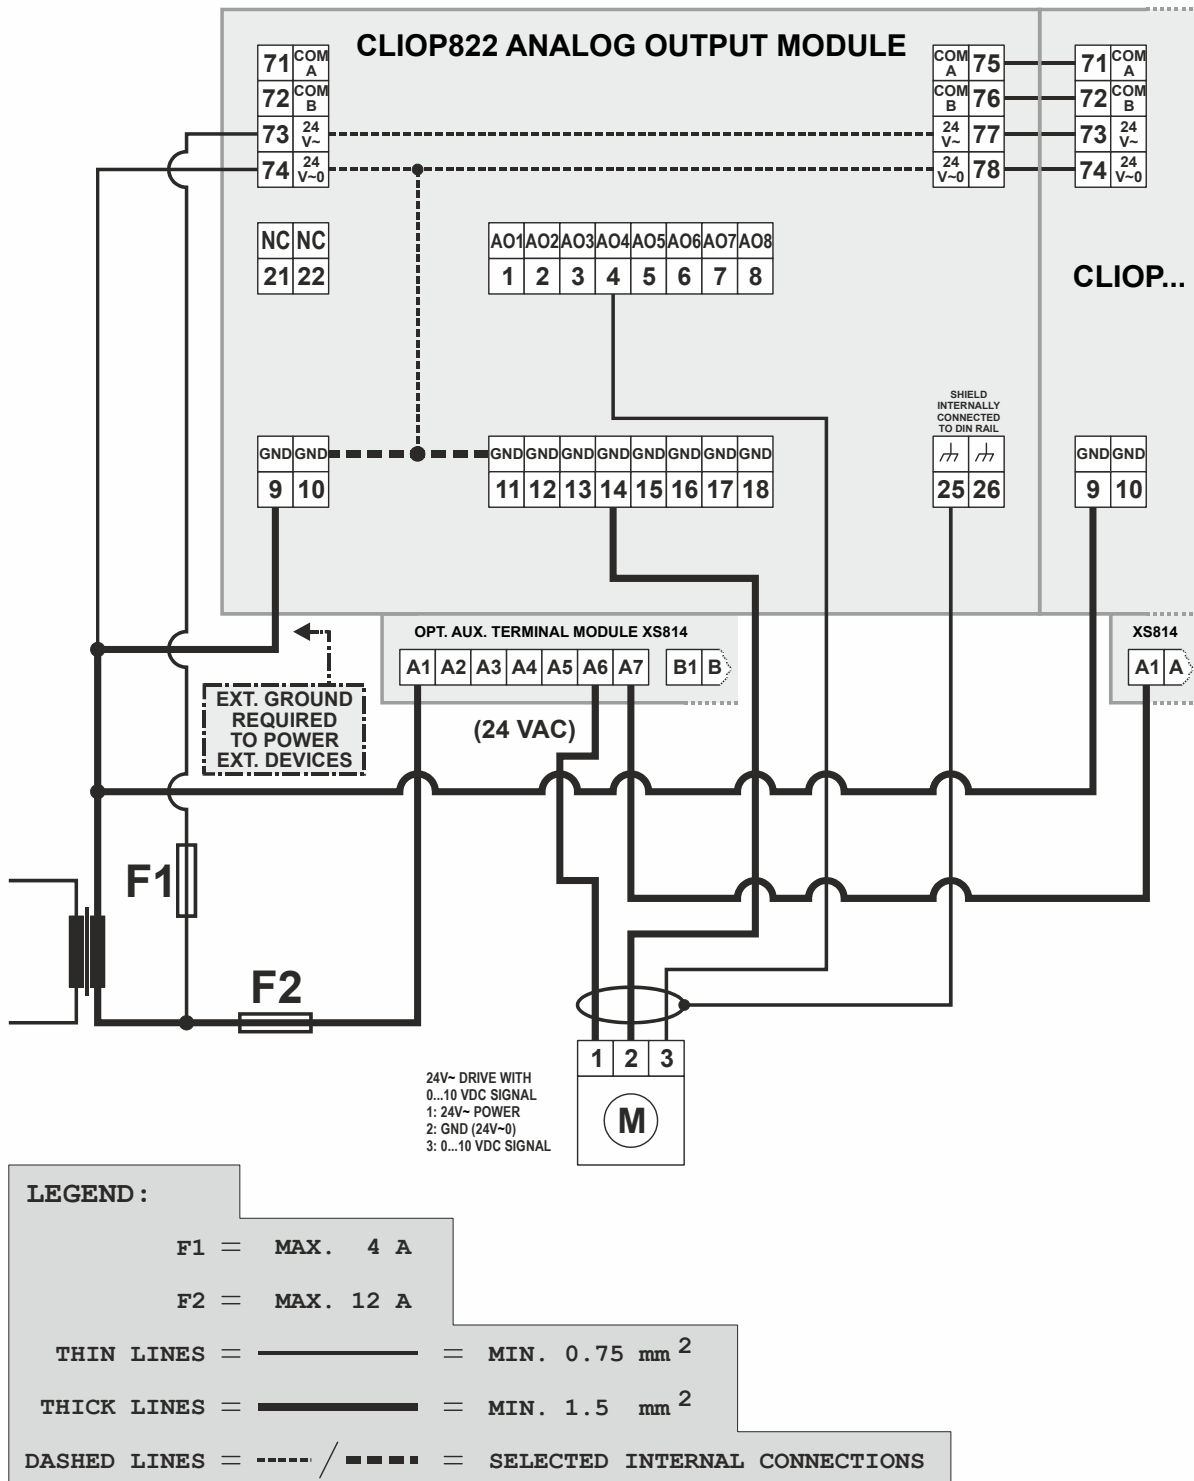 CLIOP822 ANALOG OUTPUT MODULE
71 COM A
72 COM B
73 24 V~
74 24 V~0
COM A 75
COM B 76
24 V~ 77
24 V~0 78
71 COM A
72 COM B
73 24 V~
74 24 V~0
NC NC
21 22
AO1 AO2 AO3 AO4 AO5 AO6 AO7 AO8
1 2 3 4 5 6 7 8
CLIOP...
SHIELD
INTERNALLY
CONNECTED
TO DIN RAIL
GND GND
9 10
GND GND GND GND GND GND GND GND
11 12 13 14 15 16 17 18
25 26
GND GND
9 10
OPT. AUX. TERMINAL MODULE XS814
A1 A2 A3 A4 A5 A6 A7 B1 B
XS814
A1 A
(24 VAC)
EXT. GROUND
REQUIRED
TO POWER
EXT. DEVICES
F1
F2
1 2 3
M
24V~ DRIVE WITH
0...10 VDC SIGNAL
1: 24V~ POWER
2: GND (24V~0)
3: 0...10 VDC SIGNAL
LEGEND:
F1 = MAX. 4 A
F2 = MAX. 12 A
THIN LINES = = MIN. 0.75 mm²
THICK LINES = = MIN. 1.5 mm²
DASHED LINES = / = SELECTED INTERNAL CONNECTIONS